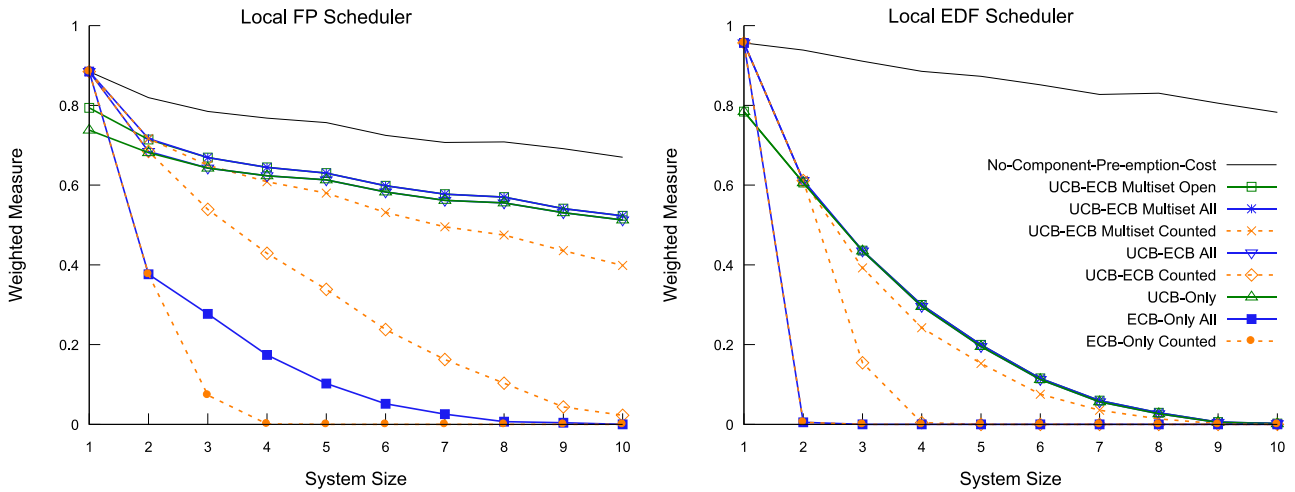 Local FP Scheduler
Weighted Measure
1
0.8
0.6
0.4
0.2
0
1 2 3 4 5 6 7 8 9 10
System Size
Local EDF Scheduler
Weighted Measure
1
0.8
0.6
0.4
0.2
0
No-Component-Pre-emption-Cost
UCB-ECB Multiset Open
UCB-ECB Multiset All
UCB-ECB Multiset Counted
UCB-ECB All
UCB-ECB Counted
UCB-Only
ECB-Only All
ECB-Only Counted
1 2 3 4 5 6 7 8 9 10
System Size